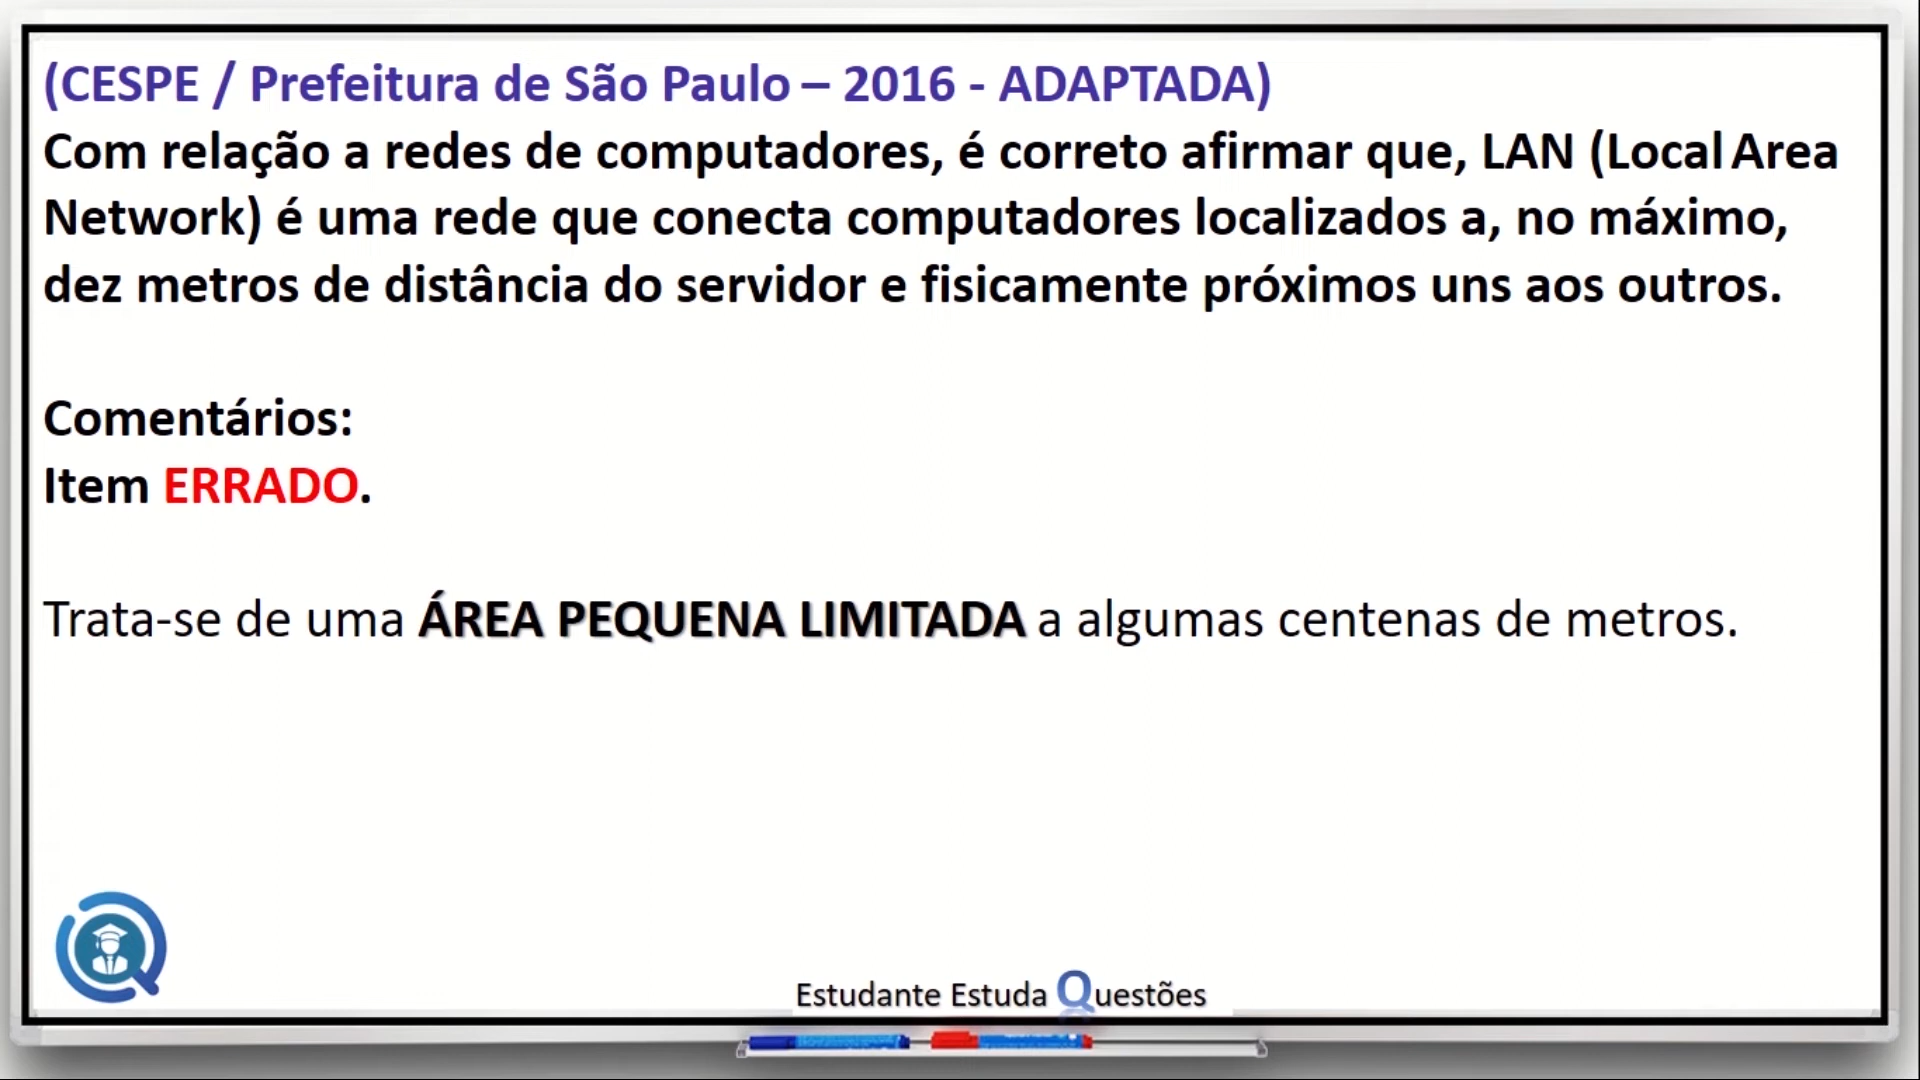 (CESPE / Prefeitura de São Paulo – 2016 - ADAPTADA)
Com relação a redes de computadores, é correto afirmar que, LAN (Local Area
Network) é uma rede que conecta computadores localizados a, no máximo,
dez metros de distância do servidor e fisicamente próximos uns aos outros.
Comentários:
Item ERRADO.
Trata-se de uma ÁREA PEQUENA LIMITADA a algumas centenas de metros.
Estudante Estuda Questões